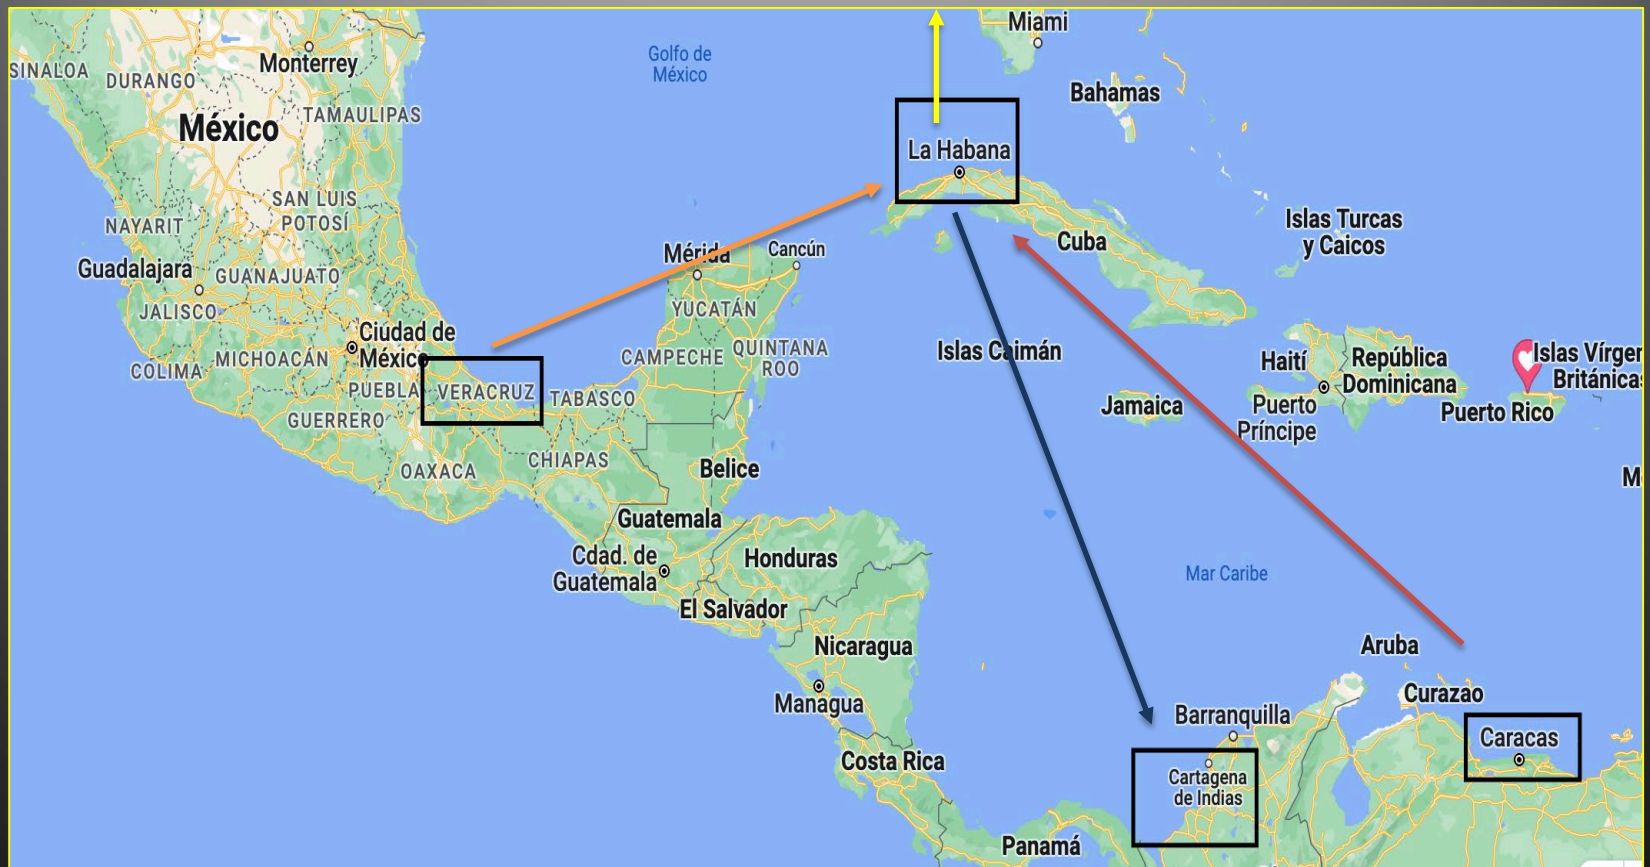 Miami
Golfo de
México
Monterrey
SINALOA
DURANGO
Bahamas
TAMAULIPAS
México
La Habana
SAN LUIS
POTOSÍ
NAYARIT
Islas Turcas
y Caicos
Cuba
Mérida
Cancún
Guadalajara
GUANAJUATO
JALISCO
YUCATÁN
Ciudad de
México
MICHOACÁN
COLIMA
CAMPECHE
QUINTANA
ROO
Islas Caimán
Haití
República
Dominicana
Islas Vírger
Británica
PUEBLA
VERACRUZ
TABASCO
GUERRERO
Jamaica
Puerto
Príncipe
Puerto Rico
OAXACA
CHIAPAS
Belice
M
Guatemala
Cdad. de
Guatemala
Honduras
Mar Caribe
El Salvador
Nicaragua
Aruba
Managua
Curazao
Barranquilla
Caracas
Costa Rica
Cartagena
de Indias
Panamá